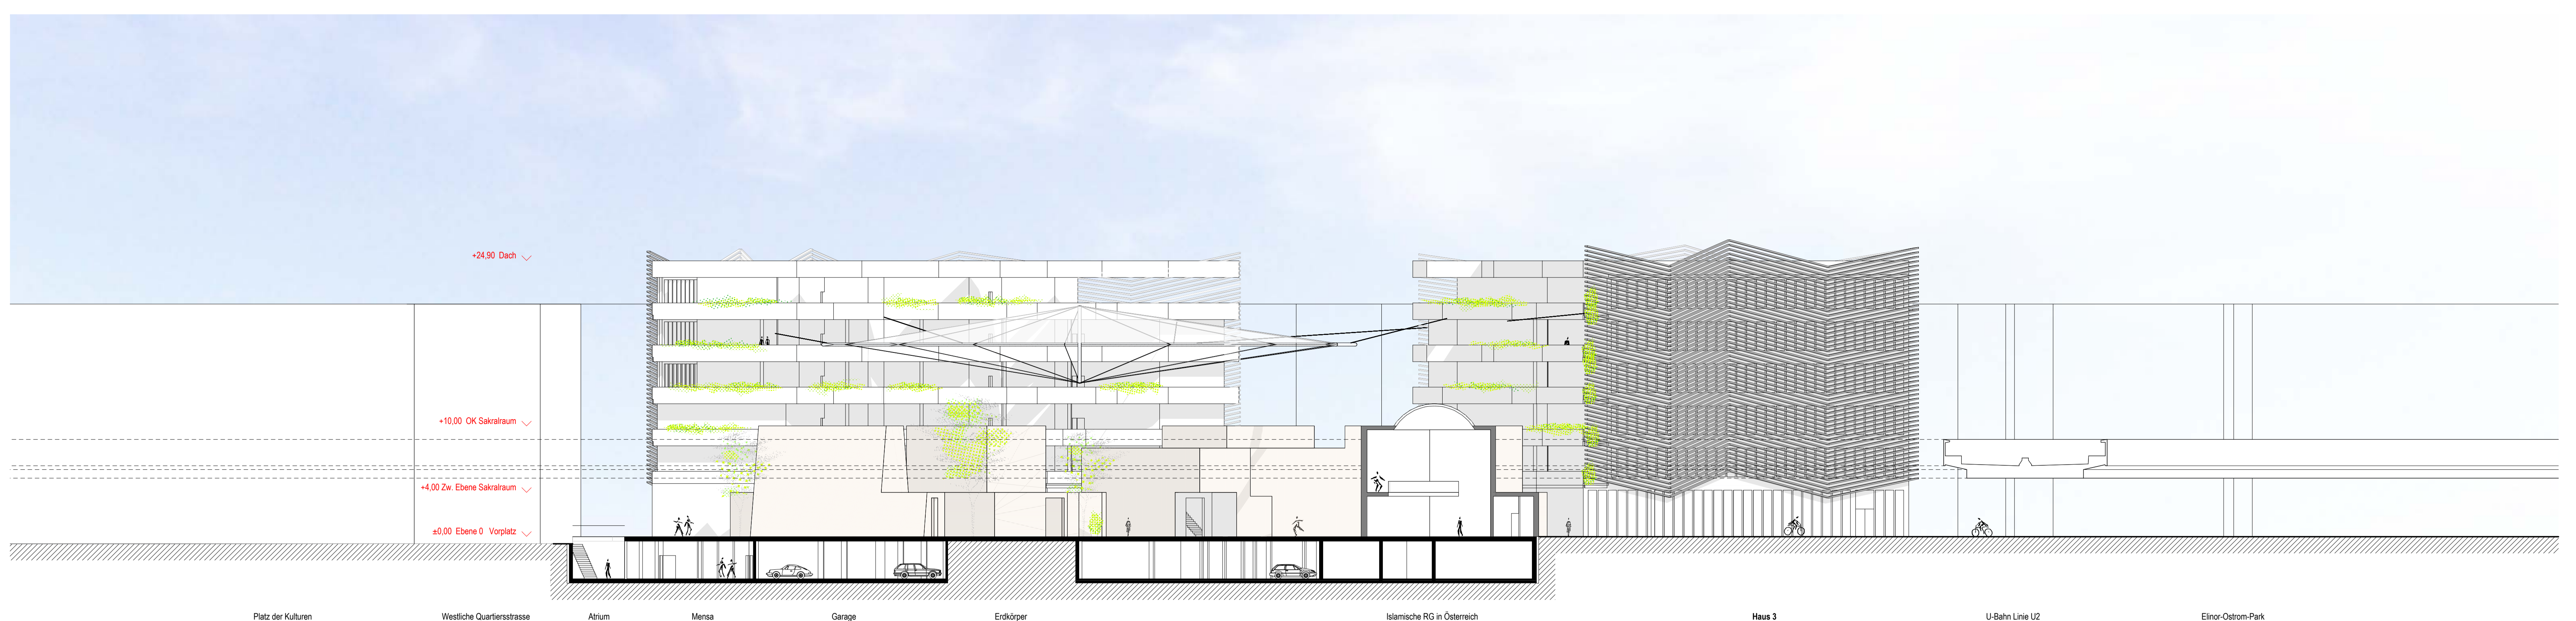 +24,90 Dach
+10,00 OK Sakralraum
+4,00 Zw. Ebene Sakralraum
±0,00 Ebene 0 Vorplatz
Platz der Kulturen
Westliche Quartiersstrasse
Atrium
Mensa
Garage
Erdkörper
Islamische RG in Österreich
Haus 3
U-Bahn Linie U2
Elinor-Ostrom-Park